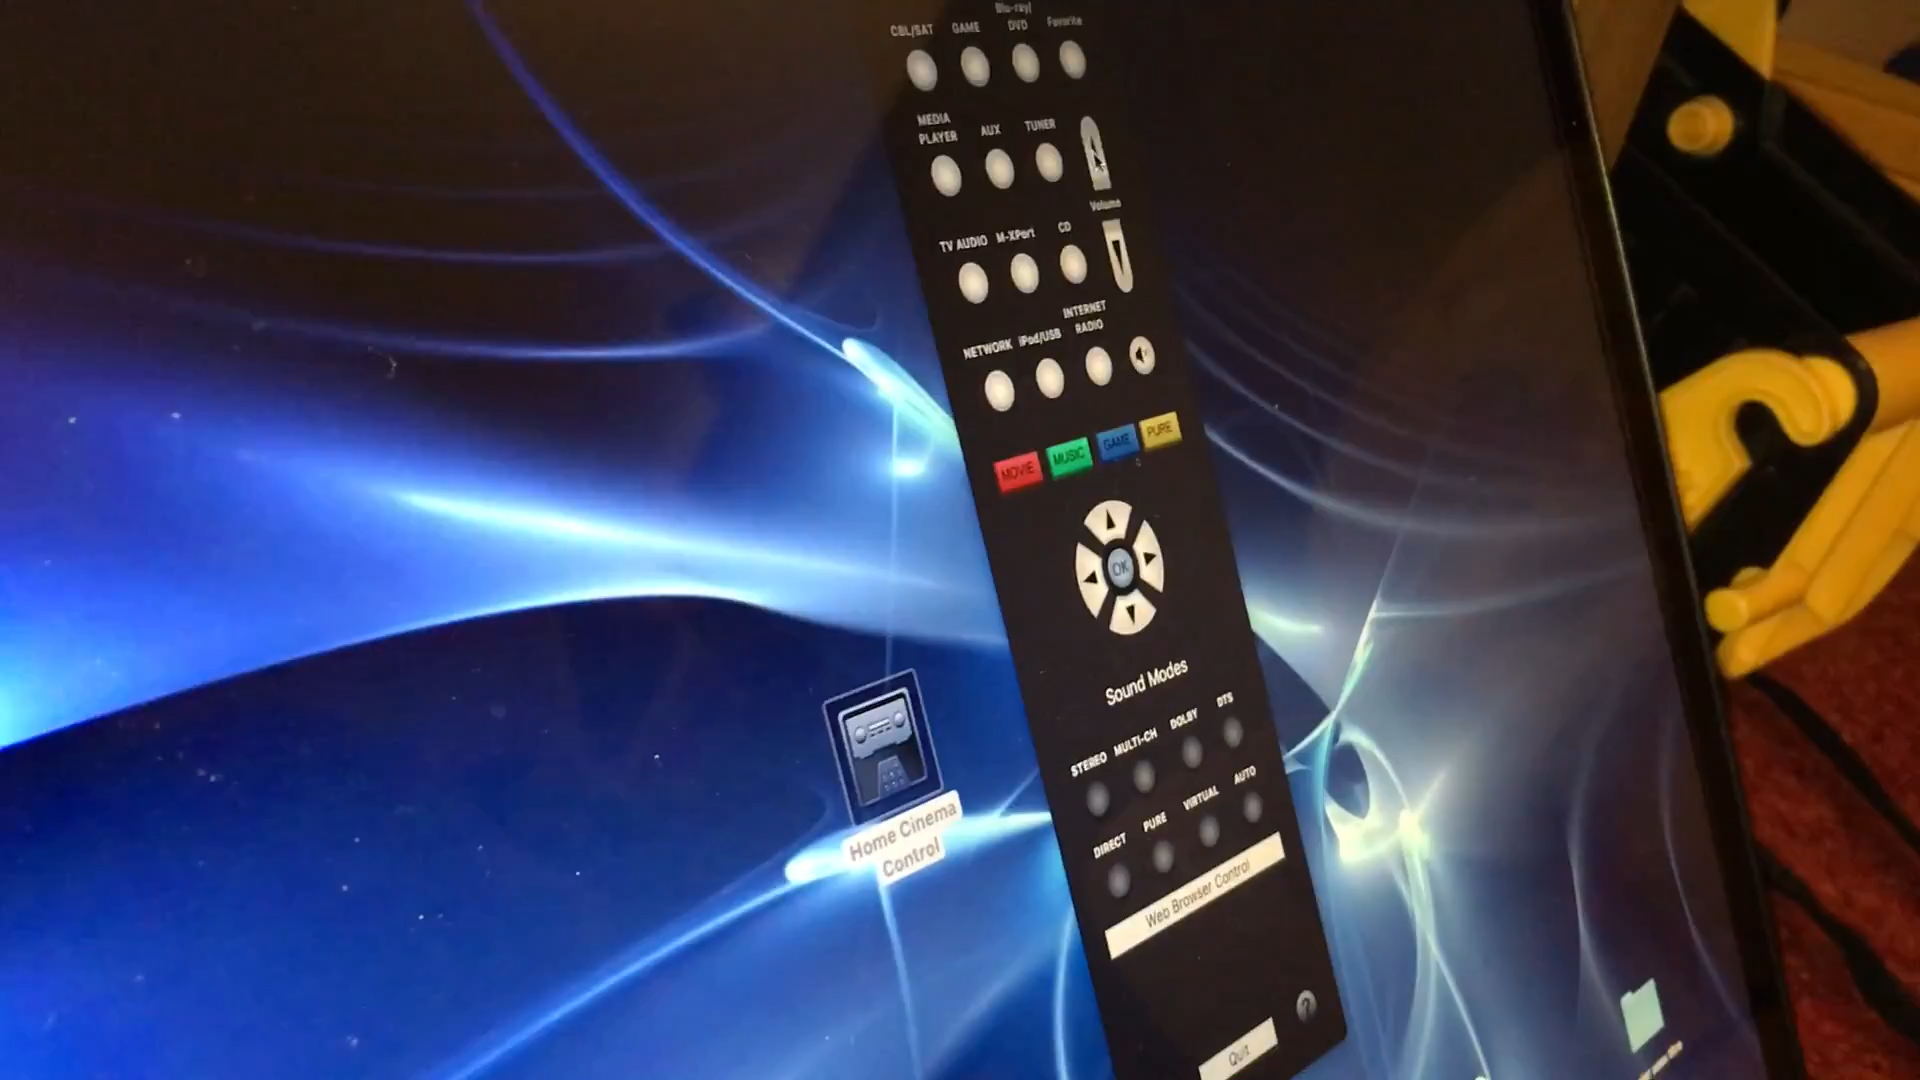 CBL/SAT GAME Blu-ray/
DVD Favorite
MEDIA
PLAYER AUX TUNER
Volume
TV AUDIO M-XPort CD
NETWORK iPod/USB INTERNET
RADIO
MOVIE MUSIC GAME PURE
OK
Sound Modes
STEREO MULTI-CH DOLBY DTS
DIRECT PURE VIRTUAL AUTO
Web Browser Control
?
Quit
Home Cinema
Control